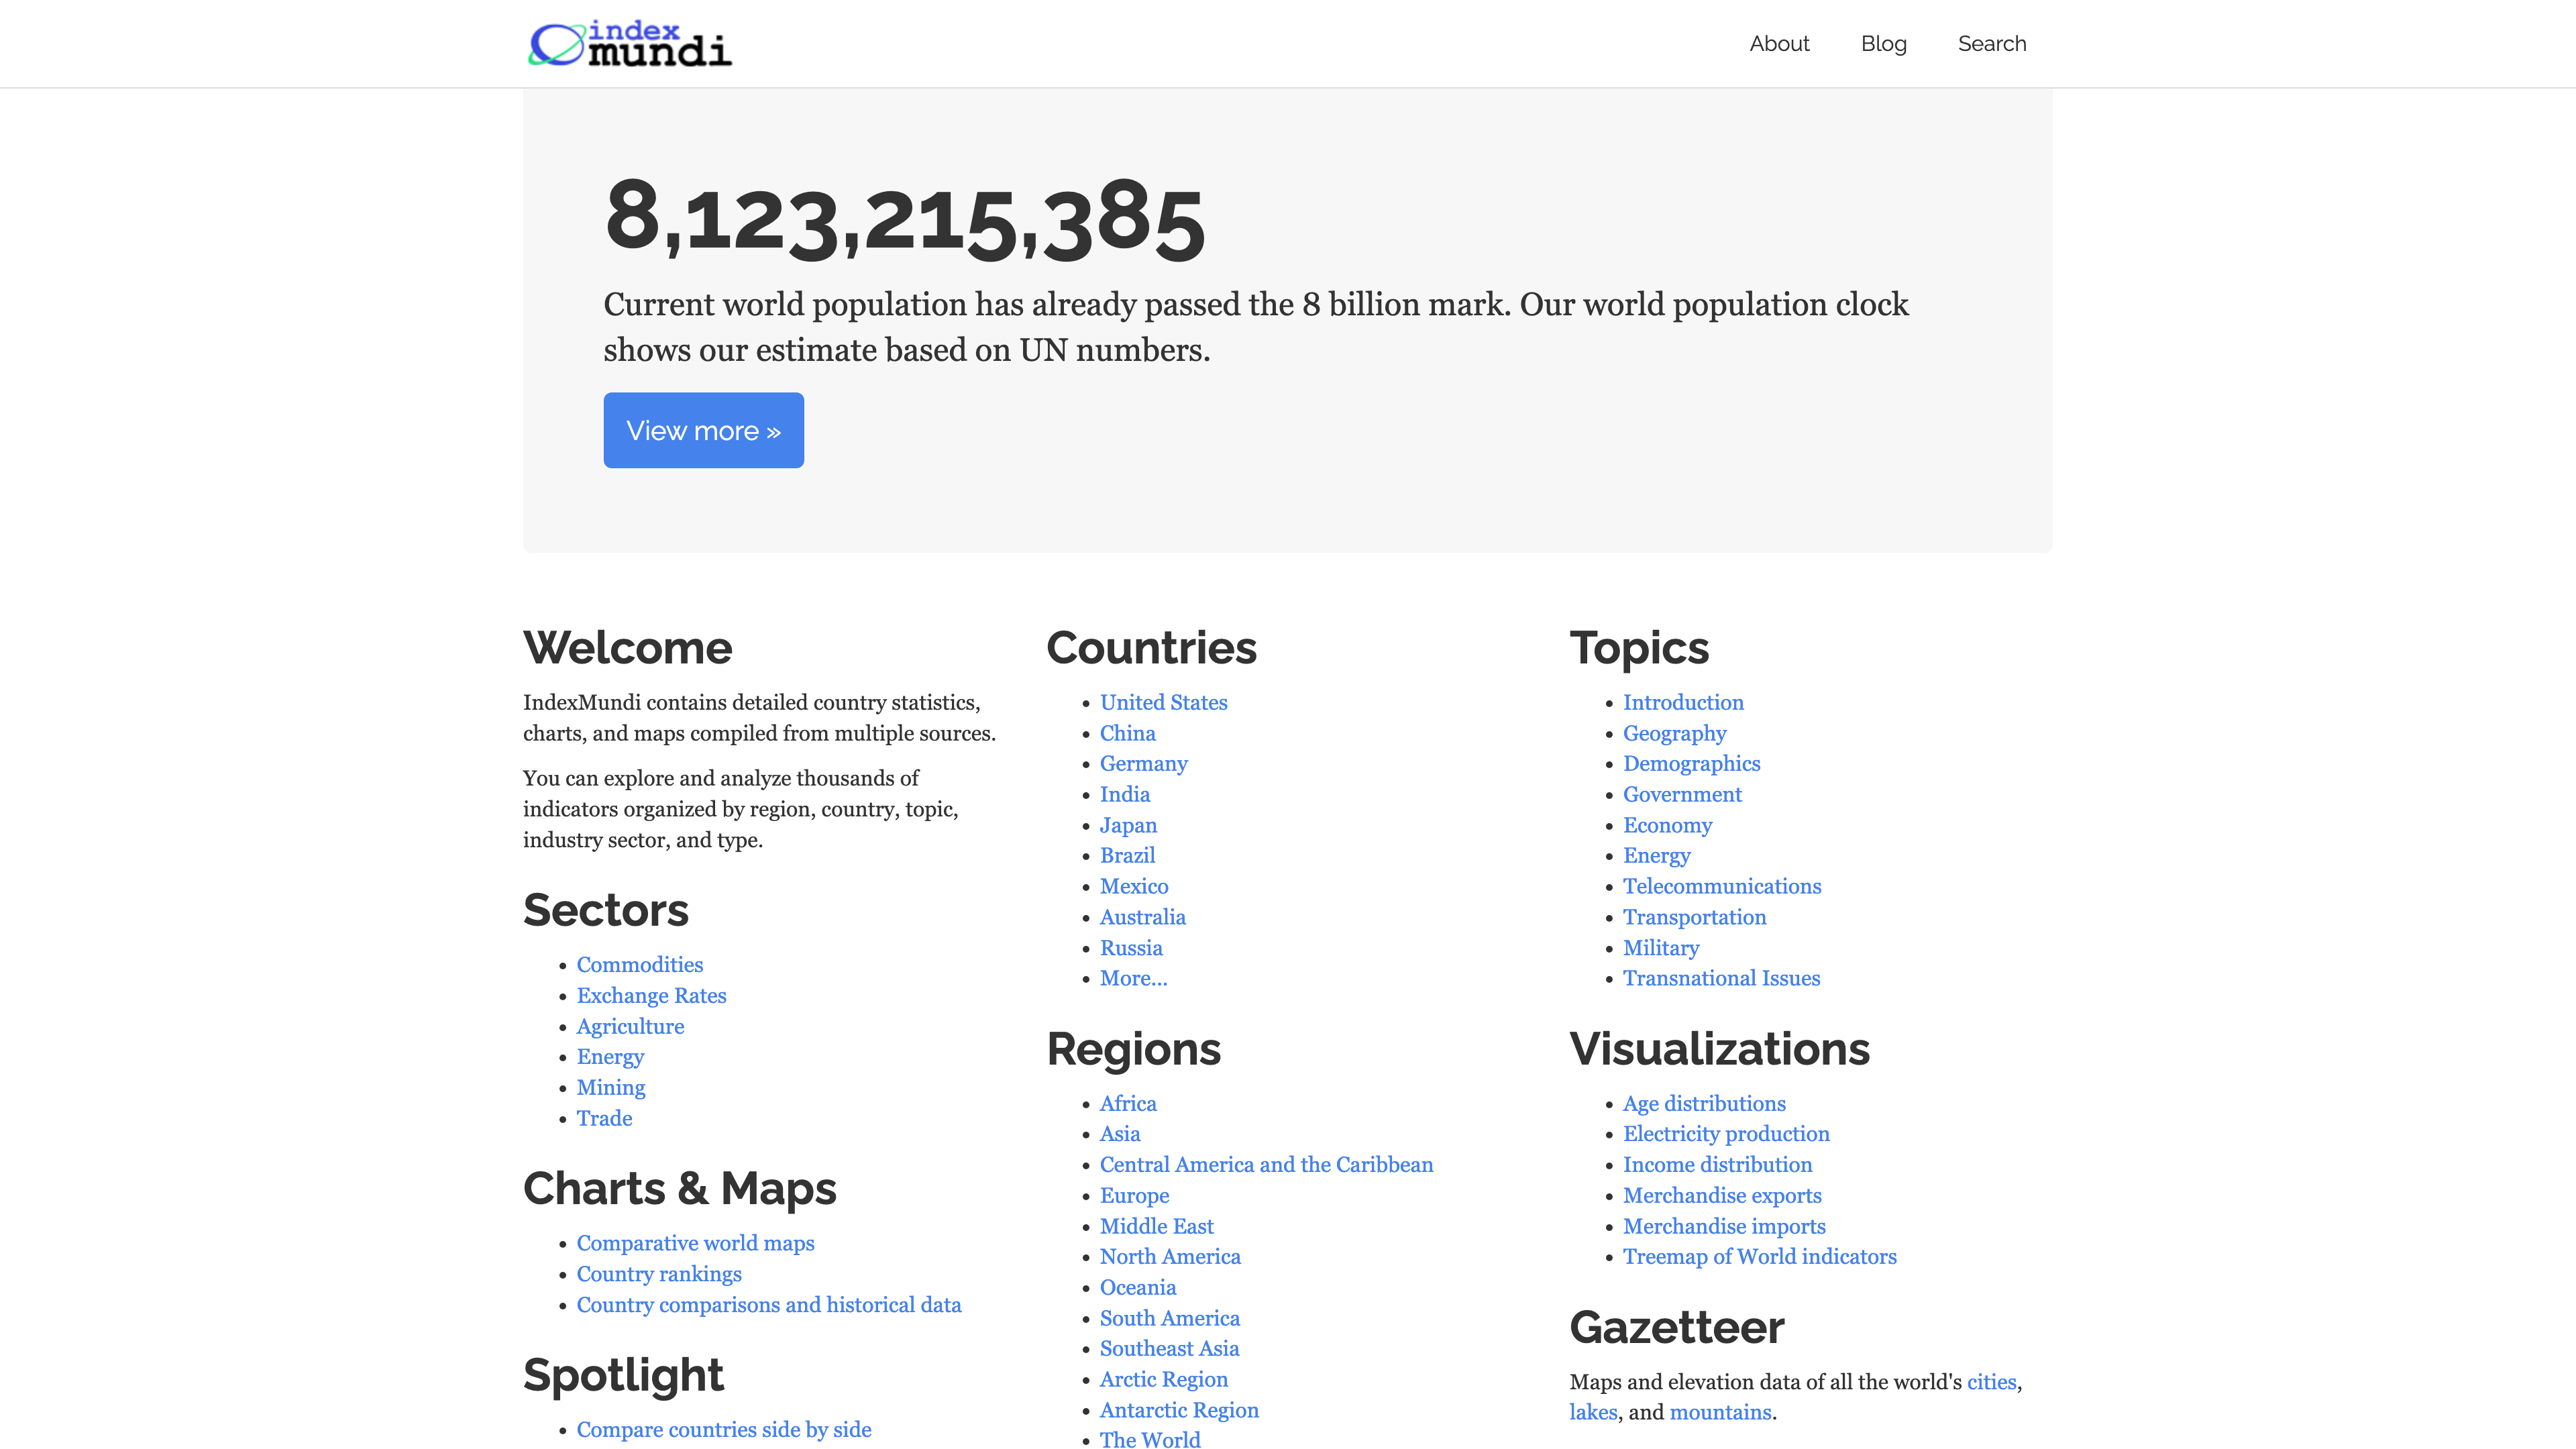 index
mundi
About
Blog
Search
8,123,215,385
Current world population has already passed the 8 billion mark. Our world population clock
shows our estimate based on UN numbers.
View more »
Welcome
IndexMundi contains detailed country statistics,
charts, and maps compiled from multiple sources.
You can explore and analyze thousands of
indicators organized by region, country, topic,
industry sector, and type.
Sectors
• Commodities
• Exchange Rates
• Agriculture
• Energy
• Mining
• Trade
Charts & Maps
• Comparative world maps
• Country rankings
• Country comparisons and historical data
Spotlight
• Compare countries side by side
Countries
• United States
• China
• Germany
• India
• Japan
• Brazil
• Mexico
• Australia
• Russia
• More...
Regions
• Africa
• Asia
• Central America and the Caribbean
• Europe
• Middle East
• North America
• Oceania
• South America
• Southeast Asia
• Arctic Region
• Antarctic Region
• The World
Topics
• Introduction
• Geography
• Demographics
• Government
• Economy
• Energy
• Telecommunications
• Transportation
• Military
• Transnational Issues
Visualizations
• Age distributions
• Electricity production
• Income distribution
• Merchandise exports
• Merchandise imports
• Treemap of World indicators
Gazetteer
Maps and elevation data of all the world's cities,
lakes, and mountains.